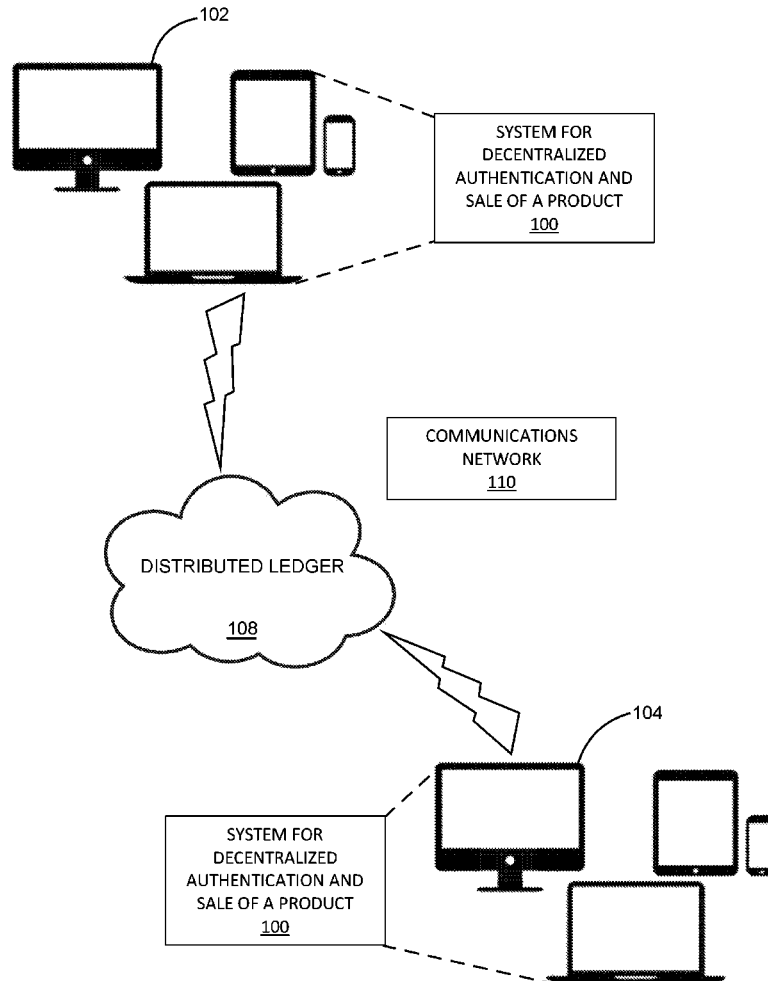 102
SYSTEM FOR
DECENTRALIZED
AUTHENTICATION AND
SALE OF A PRODUCT
100
COMMUNICATIONS
NETWORK
110
DISTRIBUTED LEDGER
108
104
SYSTEM FOR
DECENTRALIZED
AUTHENTICATION AND
SALE OF A PRODUCT
100